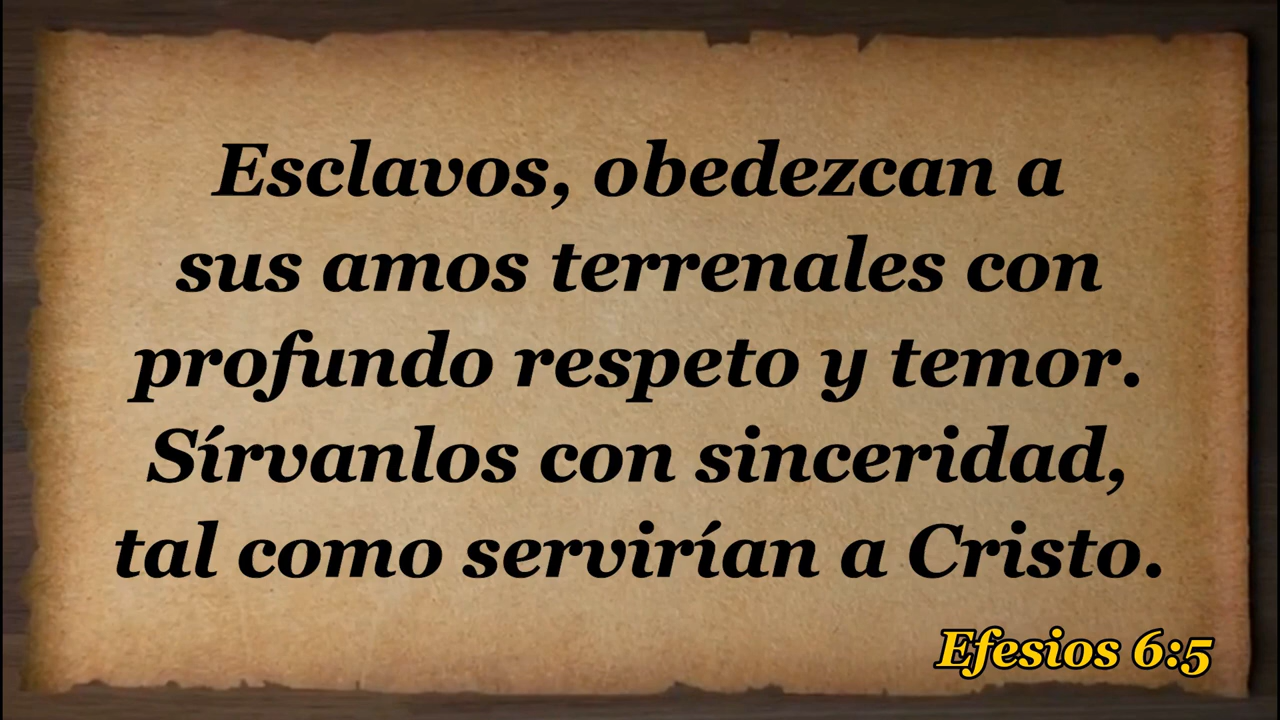 Esclavos, obedezcan a
sus amos terrenales con
profundo respeto y temor.
Sírvanlos con sinceridad,
tal como servirían a Cristo.
Efesios 6:5